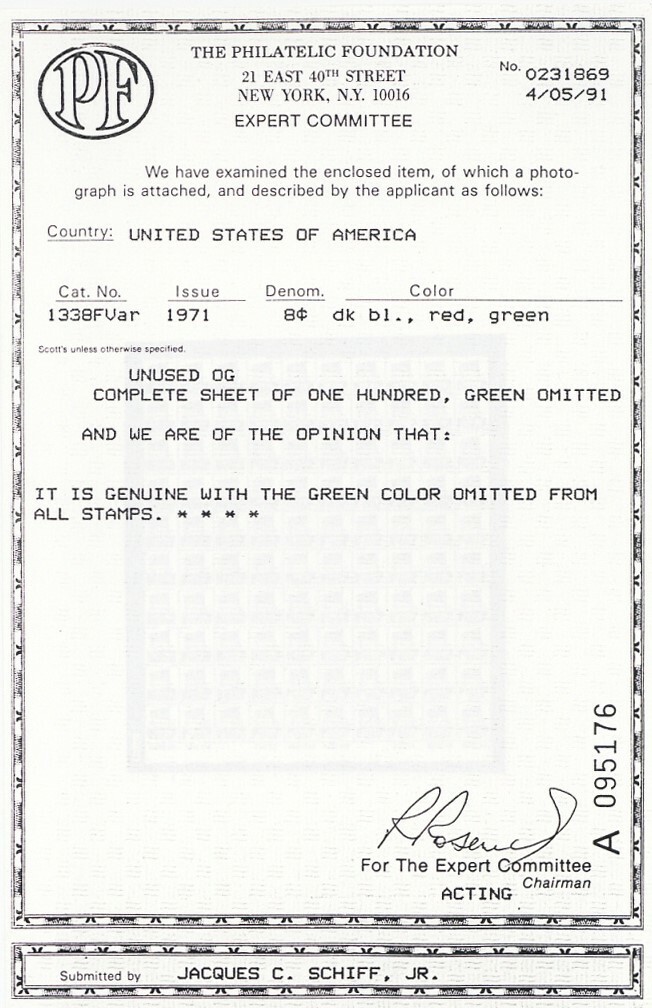 PF
THE PHILATELIC FOUNDATION
21 EAST 40TH STREET
NEW YORK, N.Y. 10016
EXPERT COMMITTEE
No. 0231869
4/05/91
We have examined the enclosed item, of which a photo-
graph is attached, and described by the applicant as follows:
Country: UNITED STATES OF AMERICA
Cat. No. Issue Denom. Color
1338FVar 1971 8¢ dk bl., red, green
Scott's unless otherwise specified.
UNUSED OG
COMPLETE SHEET OF ONE HUNDRED, GREEN OMITTED
AND WE ARE OF THE OPINION THAT:
IT IS GENUINE WITH THE GREEN COLOR OMITTED FROM
ALL STAMPS. * * * *
A 095176
For The Expert Committee
Chairman
ACTING
Submitted by JACQUES C. SCHIFF, JR.